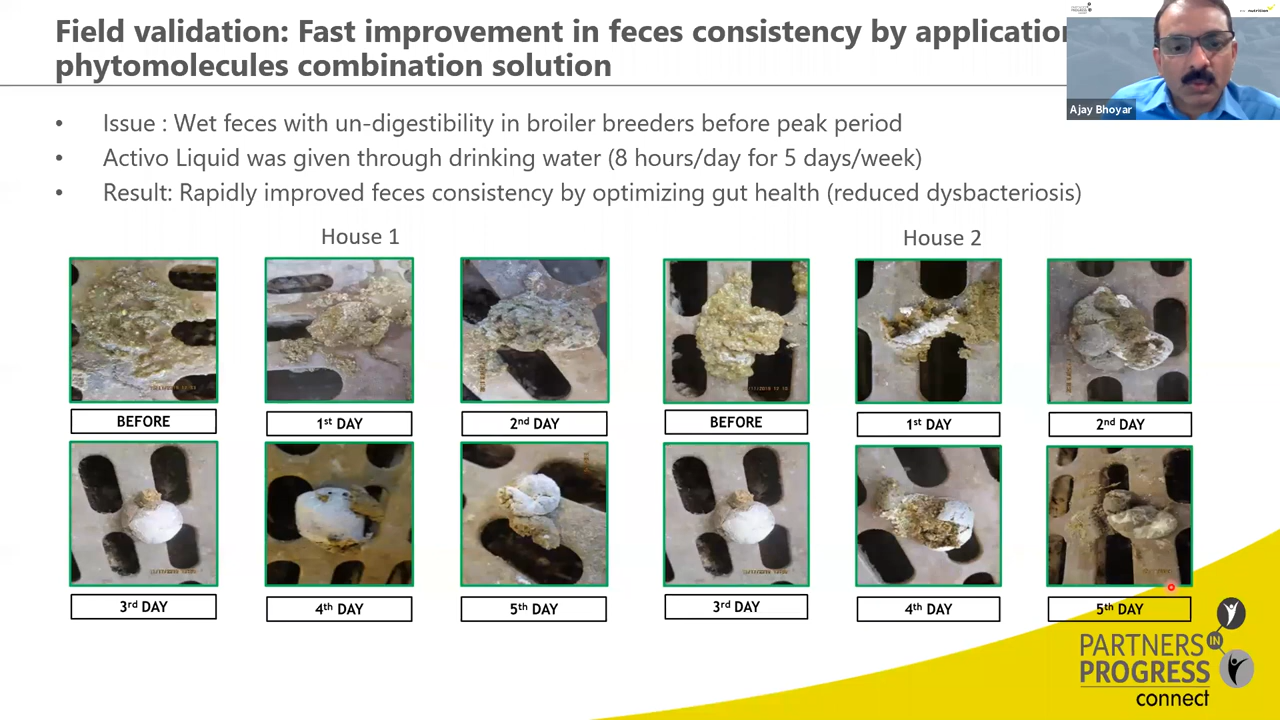 Field validation: Fast improvement in feces consistency by application
phytomolecules combination solution
Ajay Bhoyar
• Issue : Wet feces with un-digestibility in broiler breeders before peak period
• Activo Liquid was given through drinking water (8 hours/day for 5 days/week)
• Result: Rapidly improved feces consistency by optimizing gut health (reduced dysbacteriosis)
House 1
House 2
BEFORE
1st DAY
2nd DAY
BEFORE
1st DAY
2nd DAY
3rd DAY
4th DAY
5th DAY
3rd DAY
4th DAY
5th DAY
PARTNERS IN
PROGRESS
connect